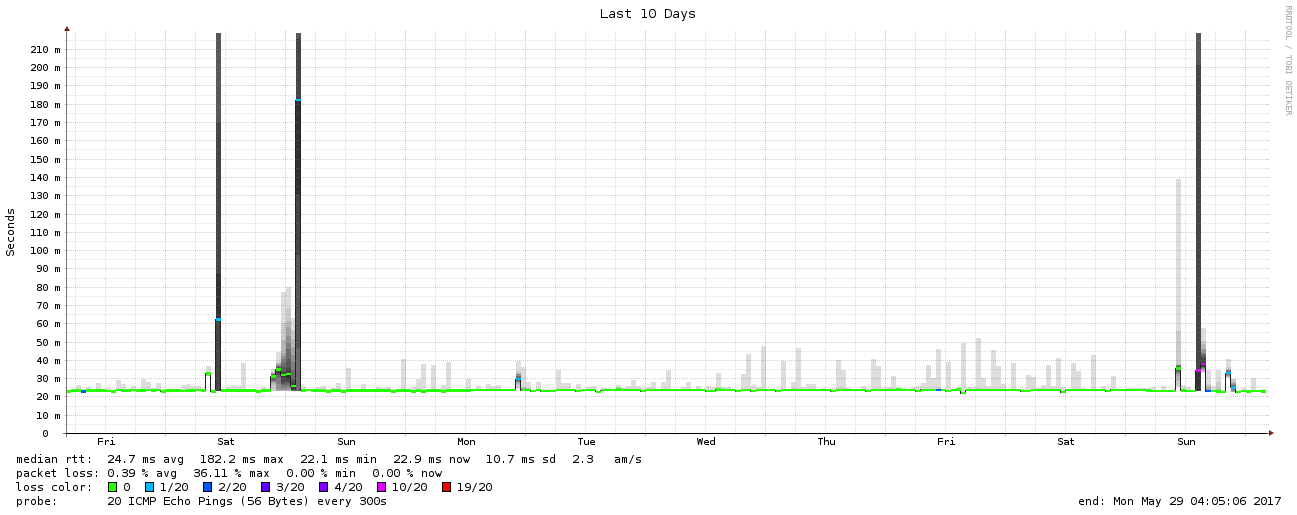 Last 10 Days
RRDTOOL / TOBI OETIKER
Seconds
210 m
200 m
190 m
180 m
170 m
160 m
150 m
140 m
130 m
120 m
110 m
100 m
90 m
80 m
70 m
60 m
50 m
40 m
30 m
20 m
10 m
0
Fri Sat Sun Mon Tue Wed Thu Fri Sat Sun
median rtt: 24.7 ms avg 182.2 ms max 22.1 ms min 22.9 ms now 10.7 ms sd 2.3 am/s
packet loss: 0.39 % avg 36.11 % max 0.00 % min 0.00 % now
loss color: 0 1/20 2/20 3/20 4/20 10/20 19/20
probe: 20 ICMP Echo Pings (56 Bytes) every 300s end: Mon May 29 04:05:06 2017